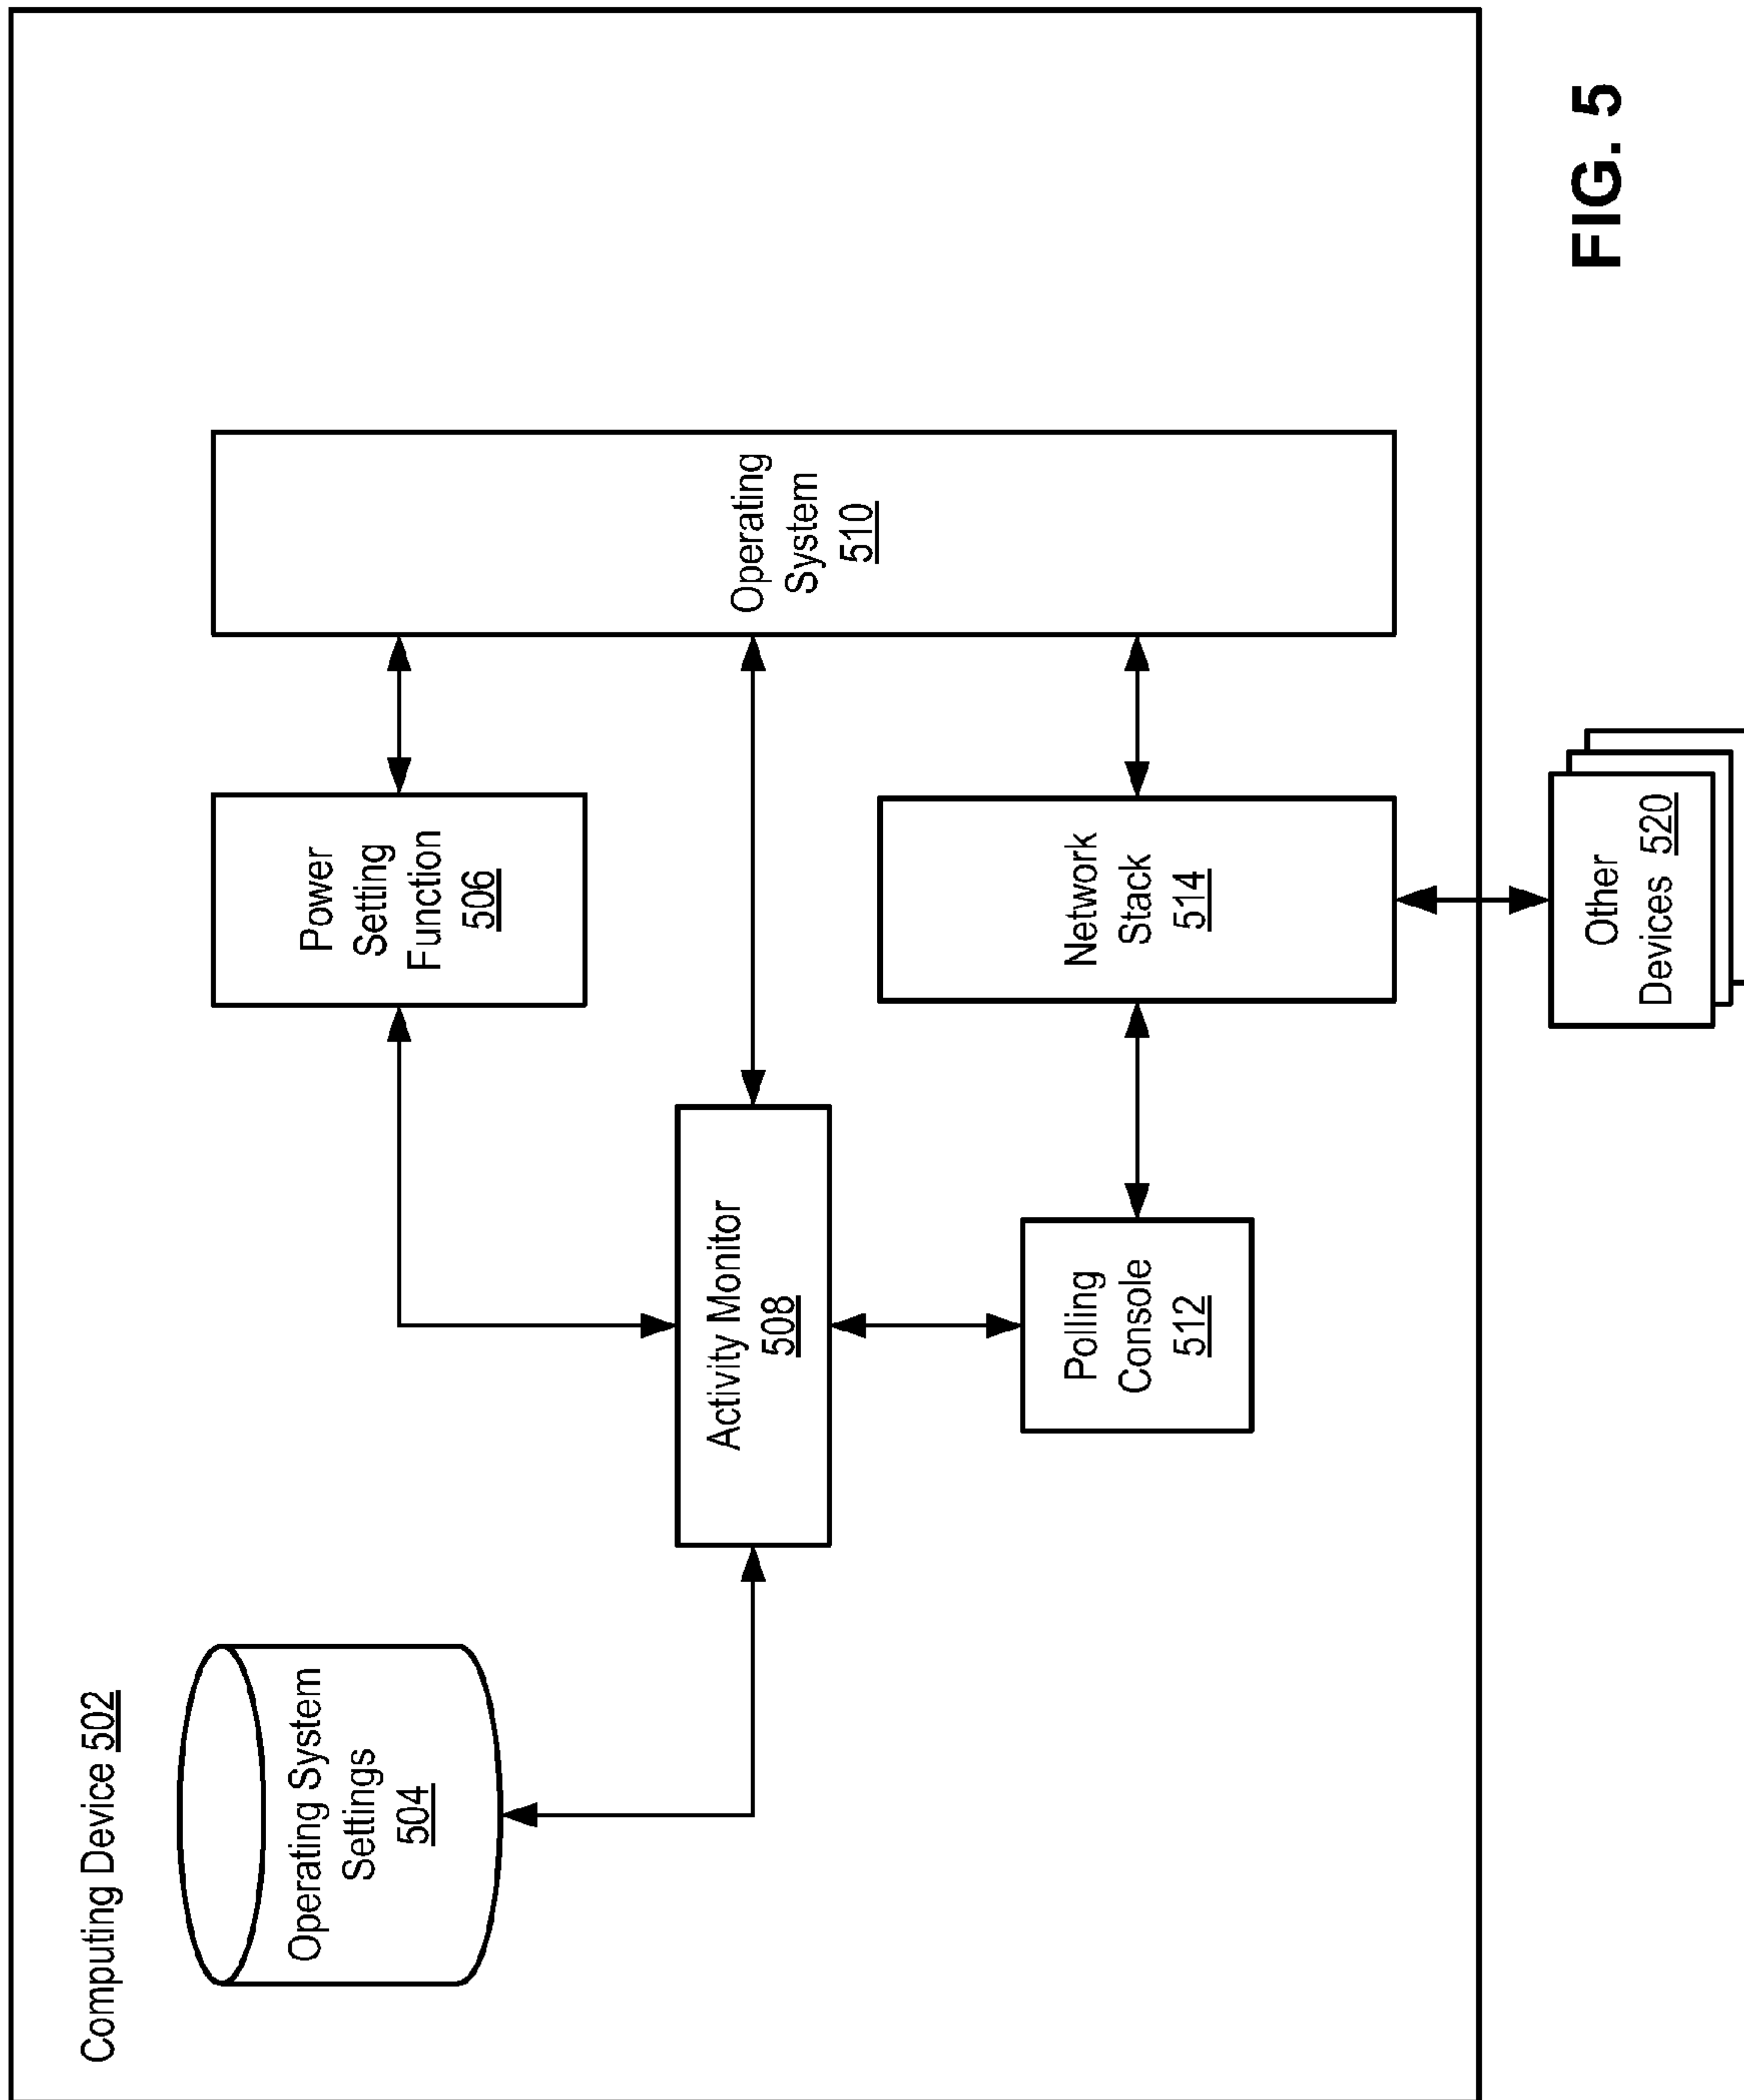 Computing Device 502
Operating System
Settings
504
Power
Setting
Function
506
Activity Monitor
508
Operating
System
510
Polling
Console
512
Network
Stack
514
Other
Devices 520
FIG. 5